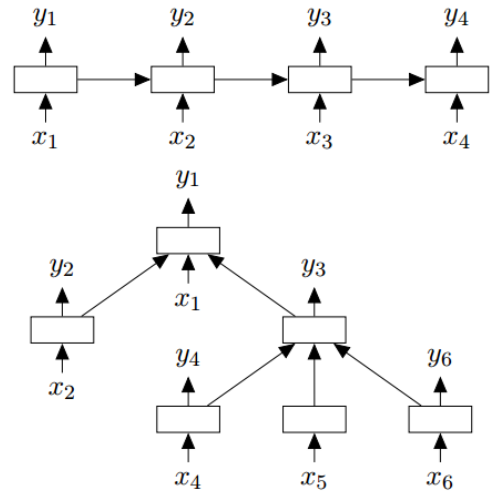 y₁ y₂ y₃ y₄
x₁ x₂ x₃ x₄
y₁
y₂ x₁ y₃
x₂ y₄ y₆
x₄ x₅ x₆